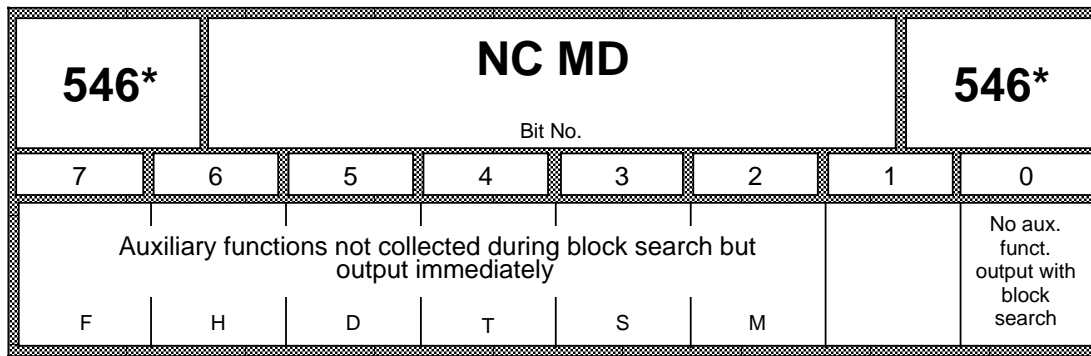 546* NC MD 546*
Bit No.
7 6 5 4 3 2 1 0
Auxiliary functions not collected during block search but
output immediately
F H D T S M
No aux.
funct.
output with
block
search